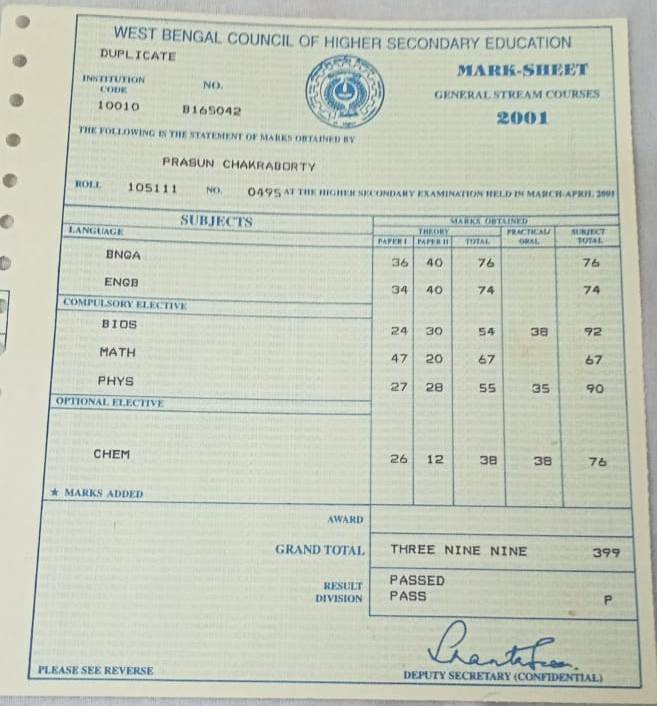 WEST BENGAL COUNCIL OF HIGHER SECONDARY EDUCATION
DUPLICATE
MARK-SHEET
INSTITUTION CODE NO.
GENERAL STREAM COURSES
10010 B165042
2001
THE FOLLOWING IS THE STATEMENT OF MARKS OBTAINED BY
PRASUN CHAKRABORTY
ROLL 105111 NO. 0495 AT THE HIGHER SECONDARY EXAMINATION HELD IN MARCH-APRIL 2001
SUBJECTS MARKS OBTAINED
LANGUAGE THEORY PRACTICAL/ORAL SUBJECT TOTAL
PAPER I PAPER II TOTAL
BNGA 36 40 76 76
ENGB 34 40 74 74
COMPULSORY ELECTIVE
BIOS 24 30 54 38 92
MATH 47 20 67 67
PHYS 27 28 55 35 90
OPTIONAL ELECTIVE
CHEM 26 12 38 38 76
★ MARKS ADDED
AWARD
GRAND TOTAL THREE NINE NINE 399
RESULT PASSED
DIVISION PASS P
PLEASE SEE REVERSE
DEPUTY SECRETARY (CONFIDENTIAL)